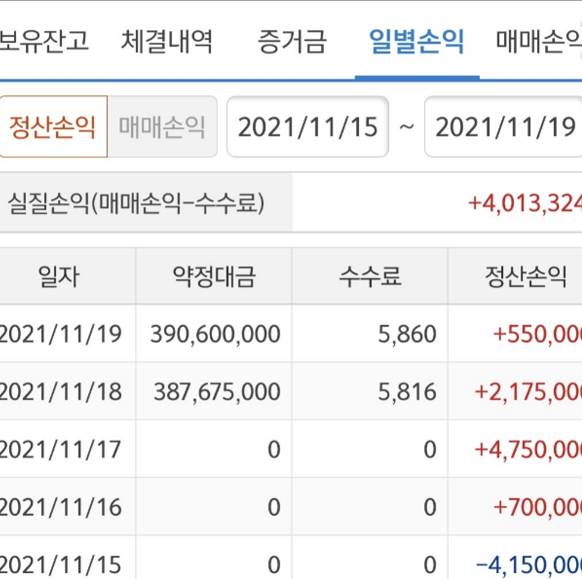 보유잔고 체결내역 증거금 일별손익 매매손익
정산손익 매매손익 2021/11/15 ~ 2021/11/19
실질손익(매매손익-수수료) +4,013,324
일자 약정대금 수수료 정산손익
2021/11/19 390,600,000 5,860 +550,000
2021/11/18 387,675,000 5,816 +2,175,000
2021/11/17 0 0 +4,750,000
2021/11/16 0 0 +700,000
2021/11/15 0 0 -4,150,000